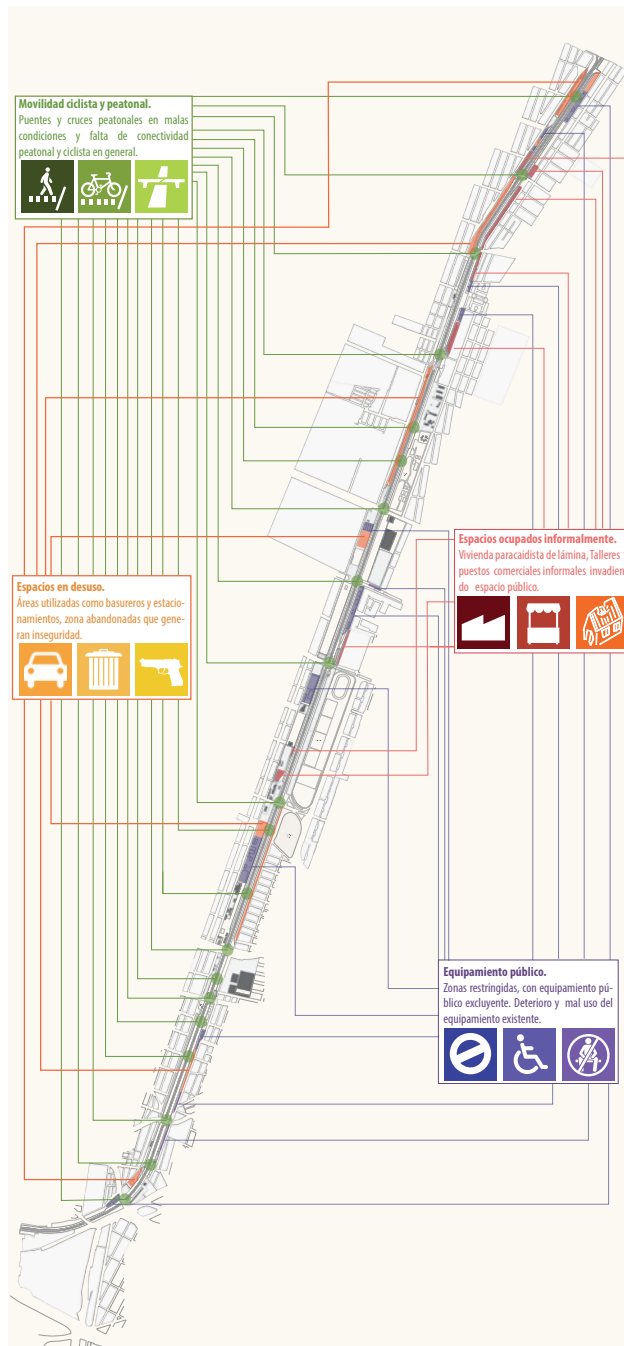 Movilidad ciclista y peatonal.
Puentes y cruces peatonales en malas
condiciones y falta de conectividad
peatonal y ciclista en general.
Espacios ocupados informalmente.
Vivienda paracaidista de lámina, Talleres
puestos comerciales informales invadien
do espacio público.
Espacios en desuso.
Áreas utilizadas como basureros y estacio-
namientos, zona abandonadas que gene-
ran inseguridad.
Equipamiento público.
Zonas restringidas, con equipamiento pú-
blico excluyente. Deterioro y mal uso del
equipamiento existente.